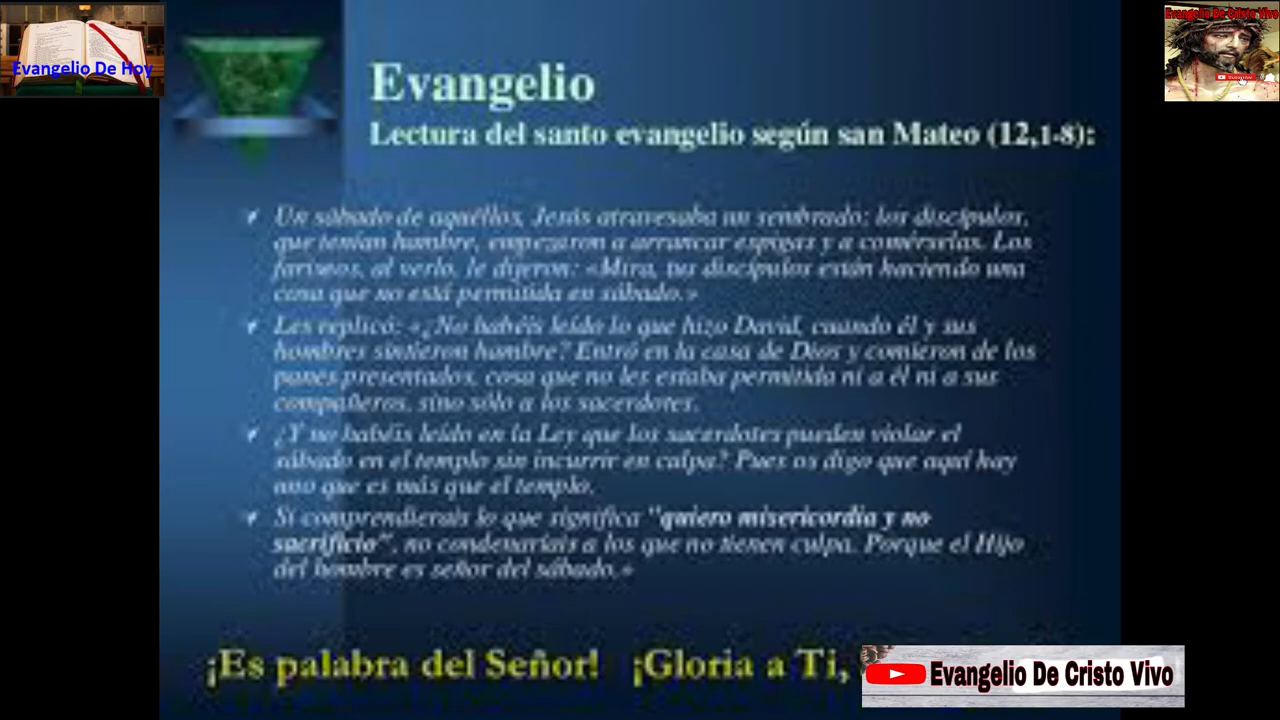 Evangelio De Hoy
Evangelio De Cristo Vivo
Evangelio
Lectura del santo evangelio según san Mateo (12,1-8):
Un sábado de aquéllos, Jesús atravesaba un sembrado; los discípulos,
que tenían hambre, empezaron a arrancar espigas y a comérselas. Los
fariseos, al verlo, le dijeron: «Mira, tus discípulos están haciendo una
cosa que no está permitida en sábado.»
Les replicó: «¿No habéis leído lo que hizo David, cuando él y sus
hombres sintieron hambre? Entró en la casa de Dios y comieron de los
panes presentados, cosa que no les estaba permitida ni a él ni a sus
compañeros, sino sólo a los sacerdotes.
¿Y no habéis leído en la Ley que los sacerdotes pueden violar el
sábado en el templo sin incurrir en culpa? Pues os digo que aquí hay
uno que es más que el templo.
Si comprendierais lo que significa "quiero misericordia y no
sacrificio", no condenaríais a los que no tienen culpa. Porque el Hijo
del hombre es señor del sábado.»
¡Es palabra del Señor! ¡Gloria a Ti,
Evangelio De Cristo Vivo